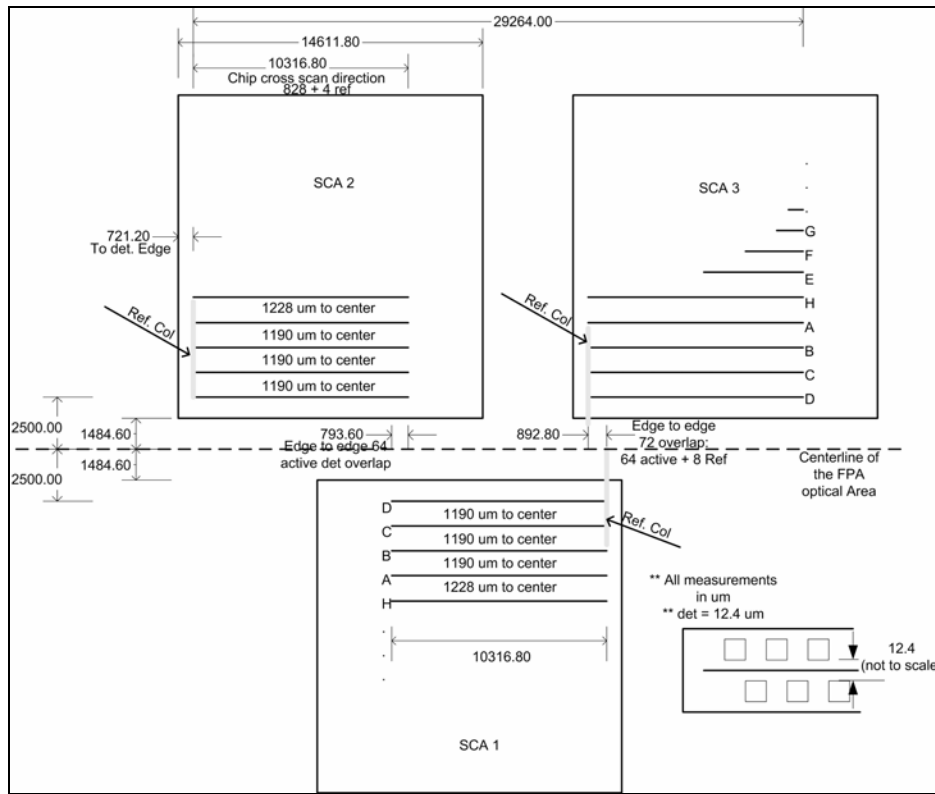 29264.00
14611.80
10316.80
Chip cross scan direction
828 + 4 ref
SCA 2
SCA 3
.
.
.
G
F
E
H
A
B
C
D
721.20
To det. Edge
Ref. Col
Ref. Col
1228 um to center
1190 um to center
1190 um to center
1190 um to center
2500.00
1484.60
1484.60
2500.00
793.60
Edge to edge 64
active det overlap
892.80
Edge to edge
72 overlap:
64 active + 8 Ref
Centerline of
the FPA
optical Area
D
C
B
A
H
.
.
.
1190 um to center
1190 um to center
1190 um to center
1228 um to center
Ref. Col
10316.80
SCA 1
** All measurements
in um
** det = 12.4 um
12.4
(not to scale